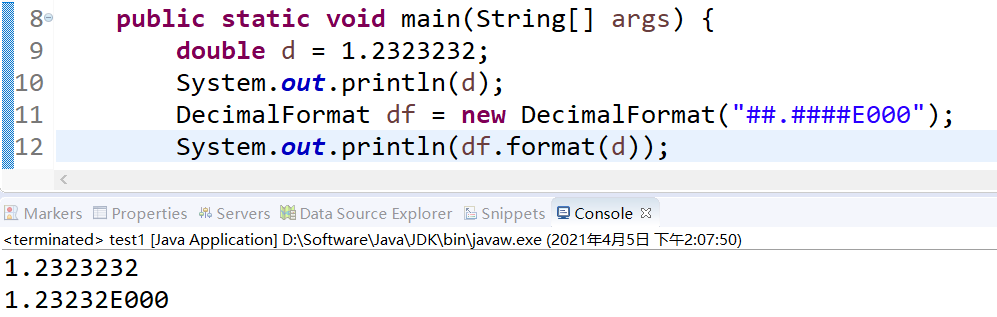 8 public static void main(String[] args) {
9 double d = 1.2323232;
10 System.out.println(d);
11 DecimalFormat df = new DecimalFormat("##.####E000");
12 System.out.println(df.format(d));
Markers Properties Servers Data Source Explorer Snippets Console
<terminated> test1 [Java Application] D:\Software\Java\JDK\bin\javaw.exe (2021年4月5日 下午2:07:50)
1.2323232
1.23232E000